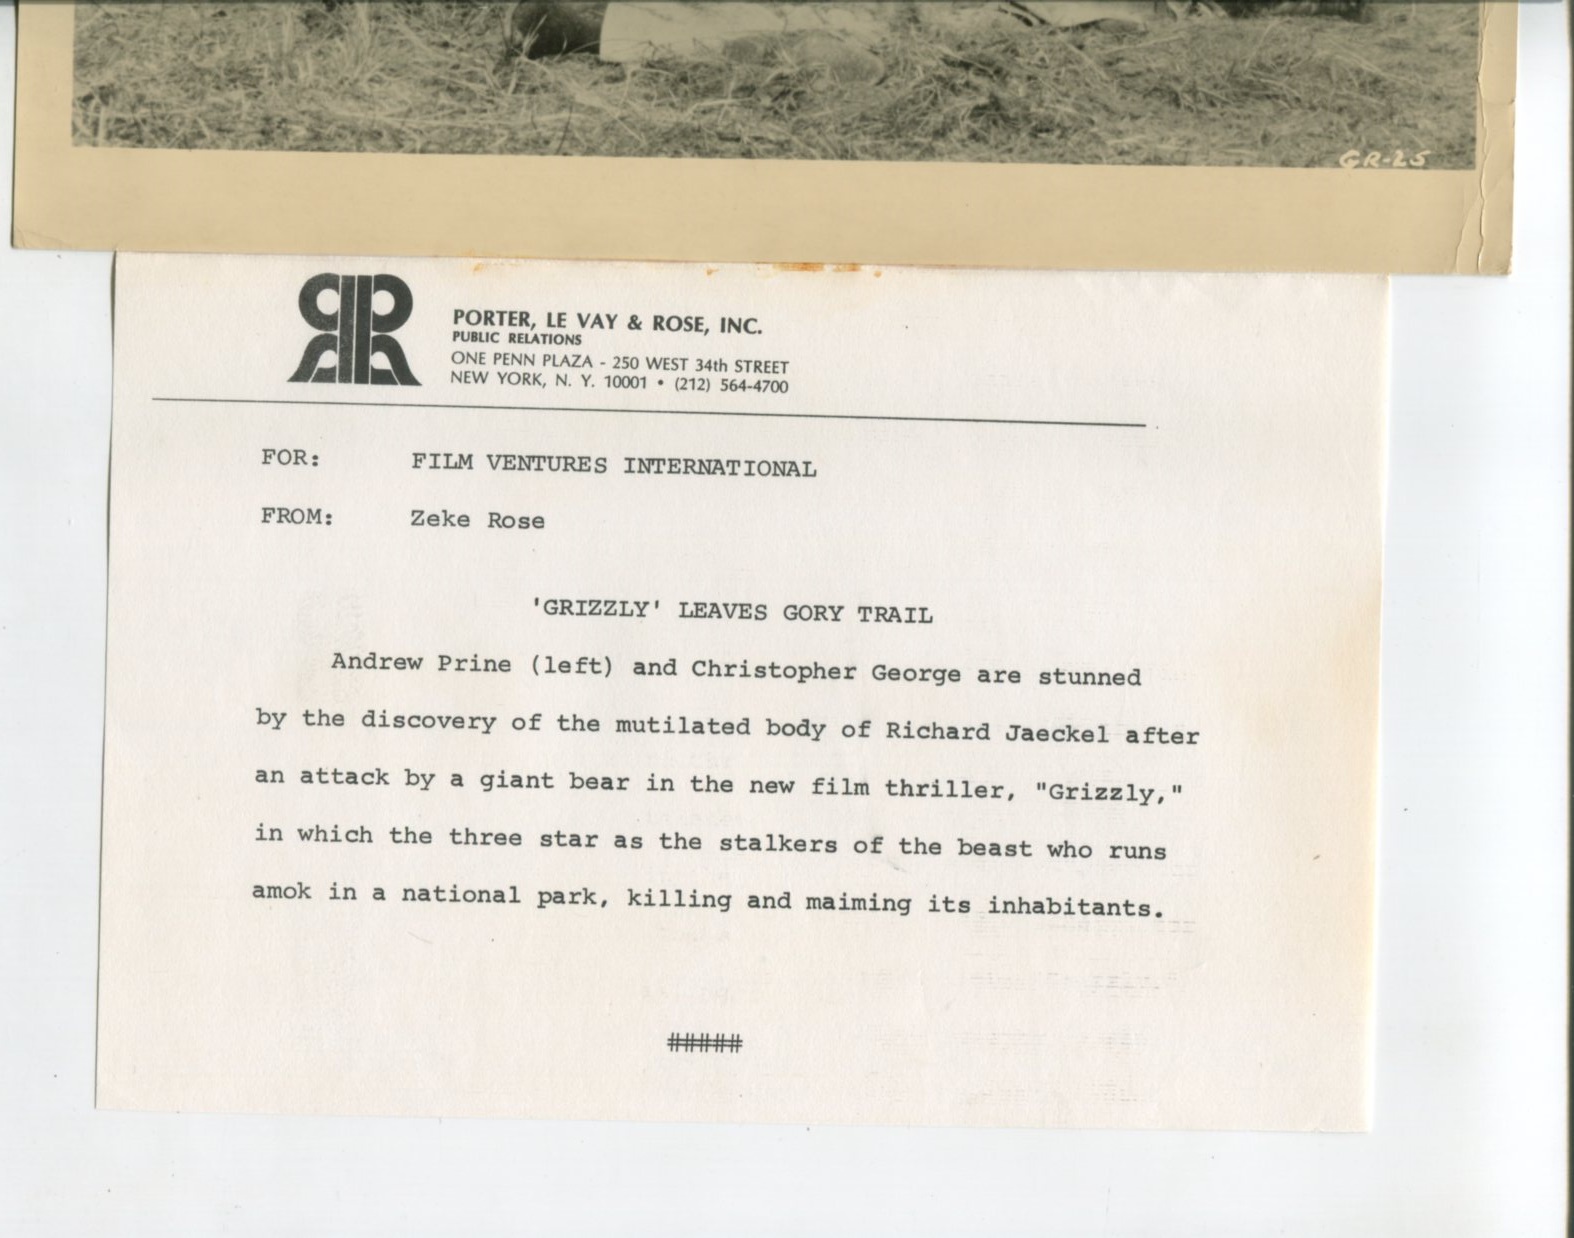 GR-25
PORTER, LE VAY & ROSE, INC.
PUBLIC RELATIONS
ONE PENN PLAZA - 250 WEST 34th STREET
NEW YORK, N. Y. 10001 • (212) 564-4700
FOR: FILM VENTURES INTERNATIONAL
FROM: Zeke Rose
'GRIZZLY' LEAVES GORY TRAIL
Andrew Prine (left) and Christopher George are stunned
by the discovery of the mutilated body of Richard Jaeckel after
an attack by a giant bear in the new film thriller, "Grizzly,"
in which the three star as the stalkers of the beast who runs
amok in a national park, killing and maiming its inhabitants.
#####